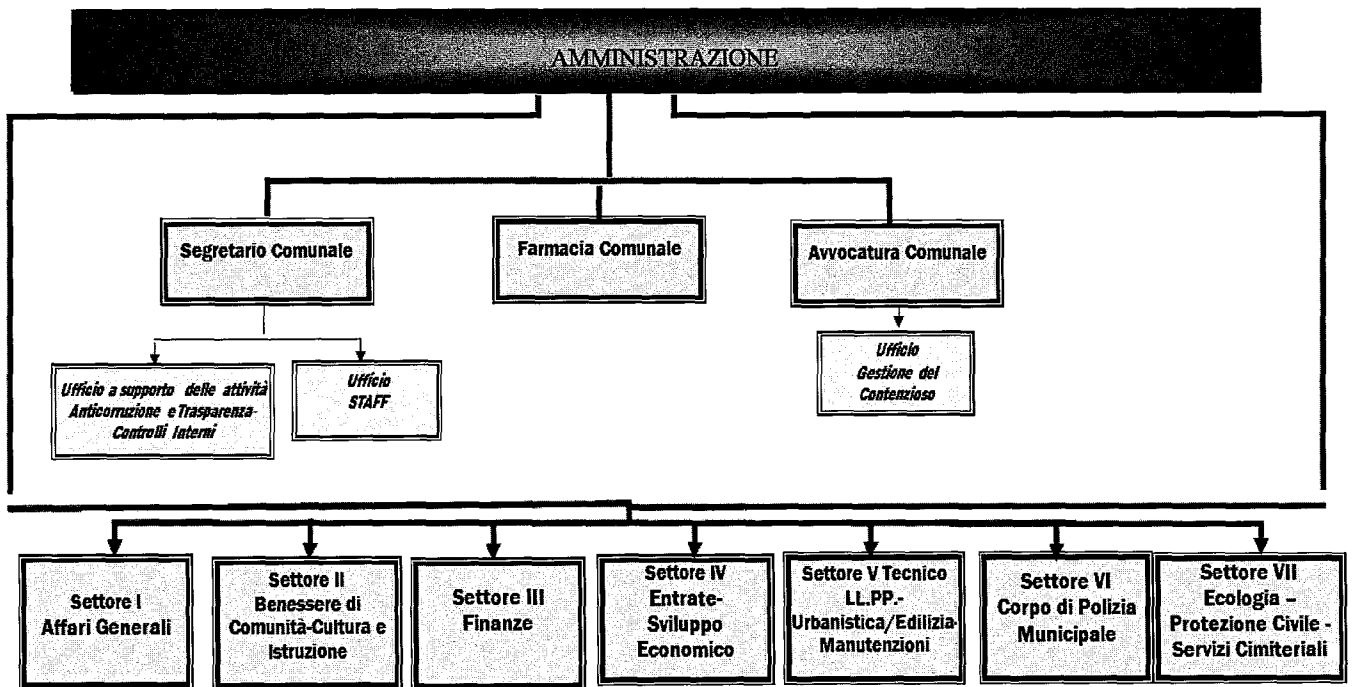 AMMINISTRAZIONE
Segretario Comunale
Farmacia Comunale
Avvocatura Comunale
Ufficio a supporto delle attività
Anticorruzione e Trasparenza-
Controlli Interni
Ufficio
STAFF
Ufficio
Gestione del
Contenzioso
Settore I
Affari Generali
Settore II
Benessere di
Comunità-Cultura e
Istruzione
Settore III
Finanze
Settore IV
Entrate-
Sviluppo
Economico
Settore V Tecnico
LL.PP.-
Urbanistica/Edilizia-
Manutenzioni
Settore VI
Corpo di Polizia
Municipale
Settore VII
Ecologia –
Protezione Civile -
Servizi Cimiteriali